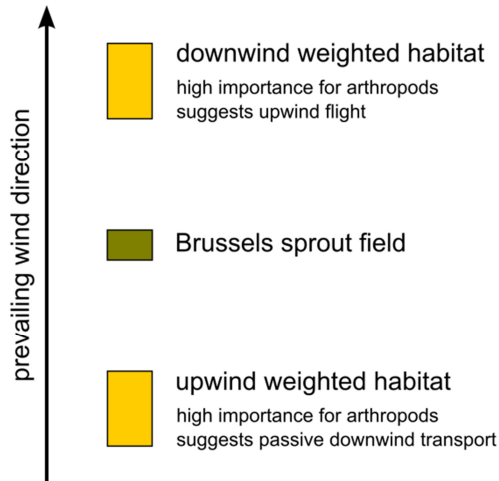 prevailing wind direction
downwind weighted habitat
high importance for arthropods
suggests upwind flight
Brussels sprout field
upwind weighted habitat
high importance for arthropods
suggests passive downwind transport